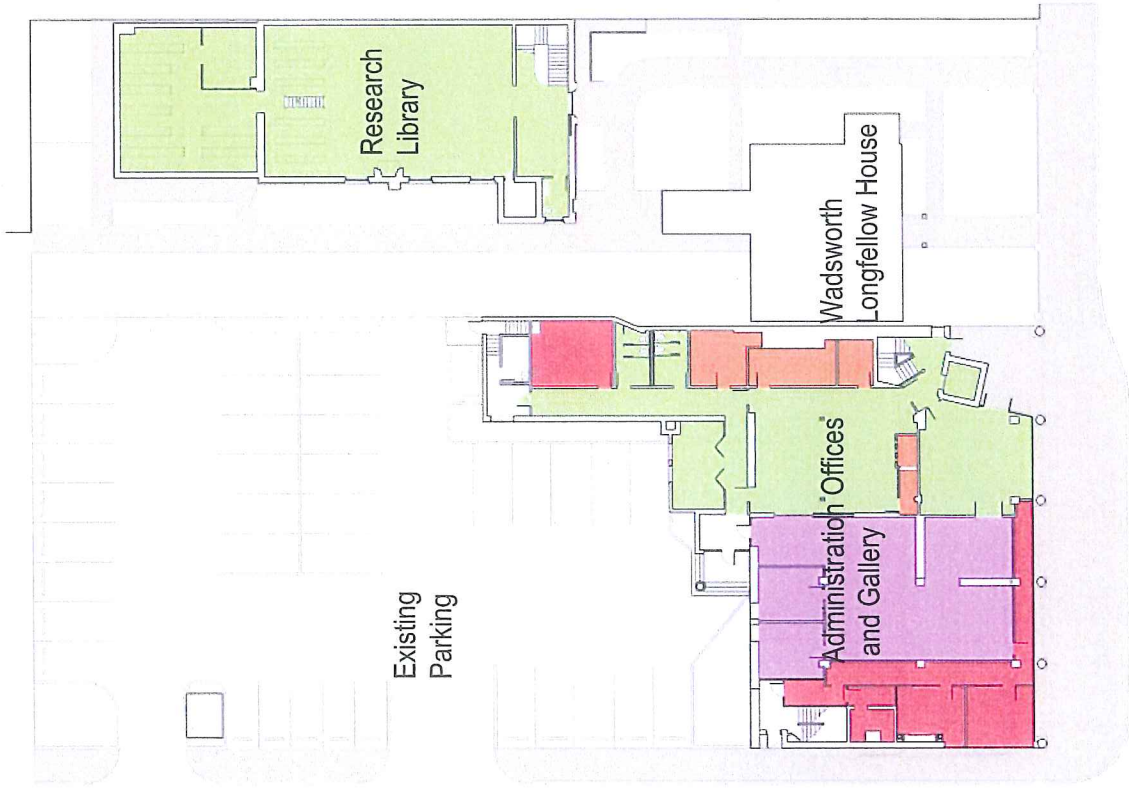 Research
Library
Wadsworth
Longfellow House
Existing
Parking
Administration Offices
and Gallery